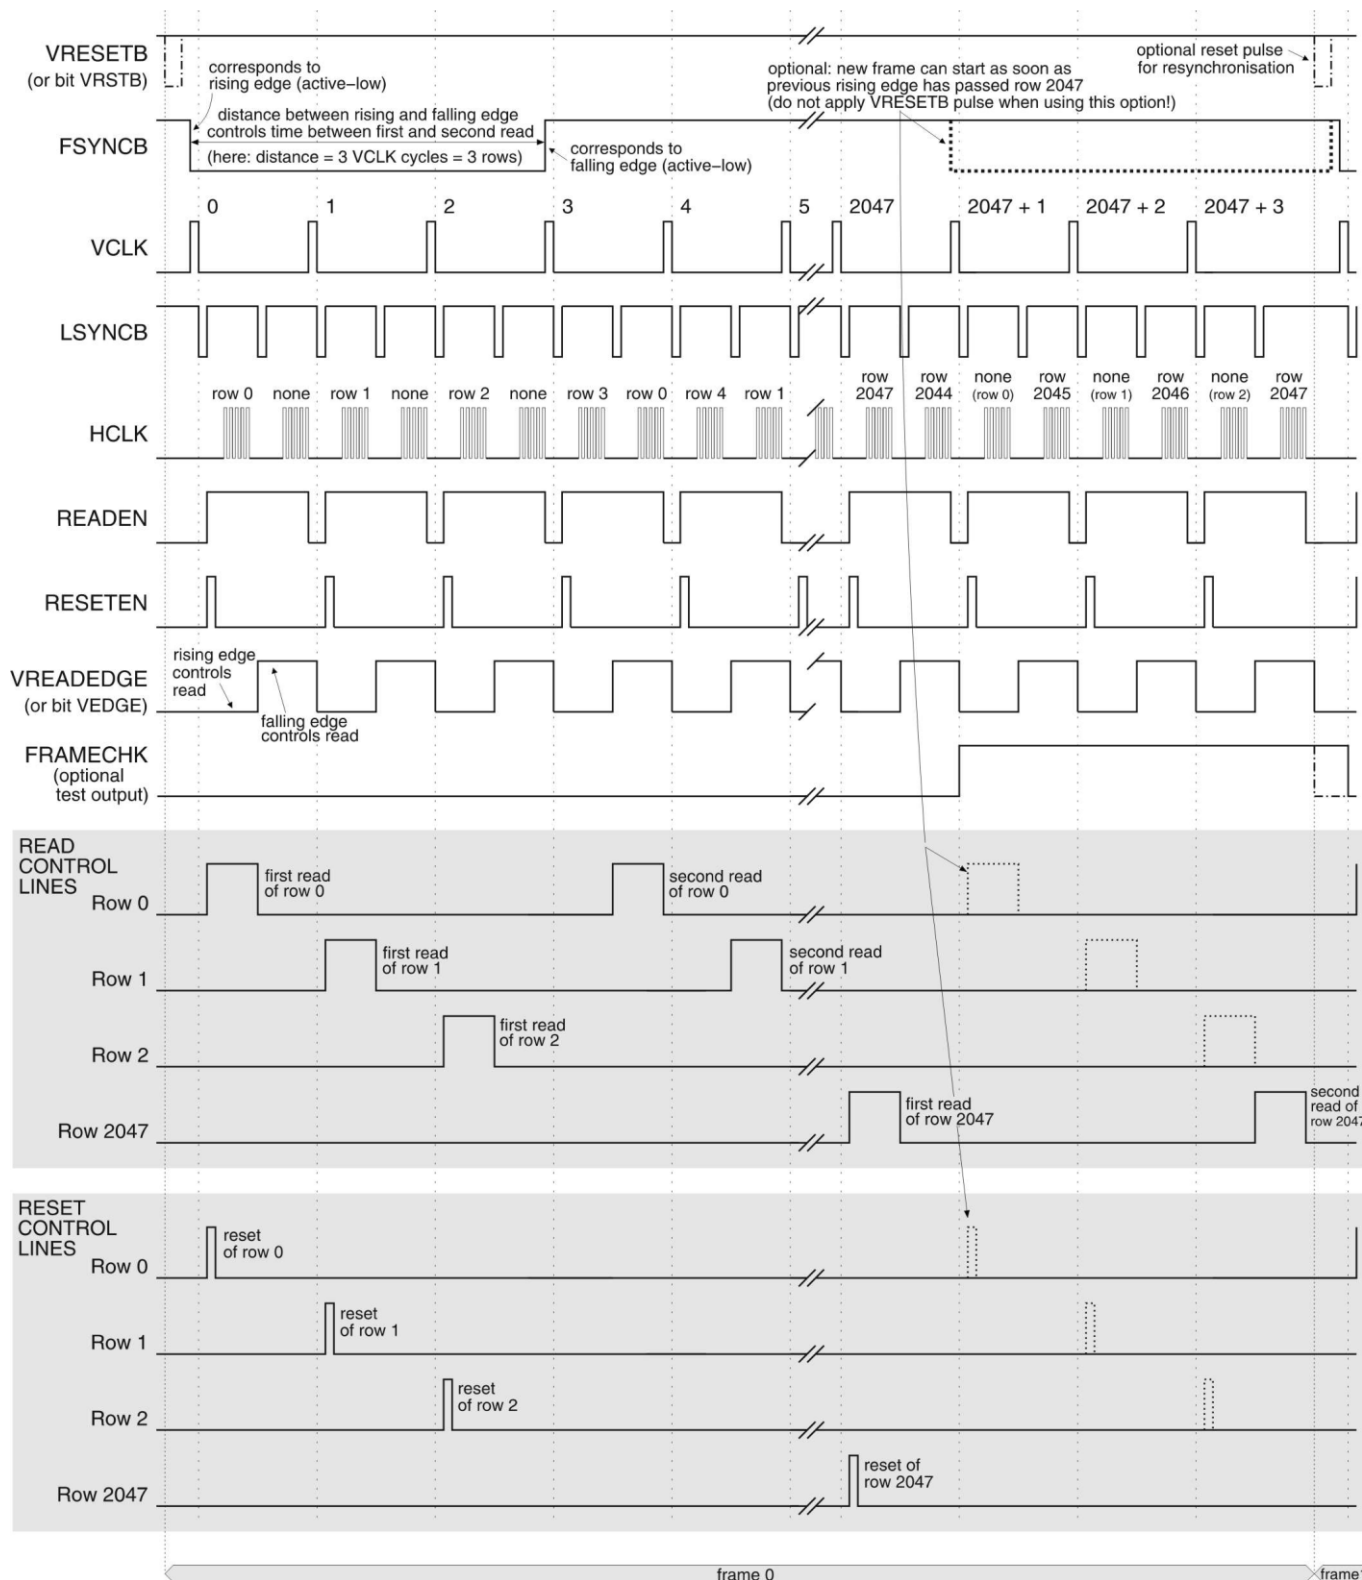 VRESETB
(or bit VRSTB)
corresponds to
rising edge (active-low)
optional: new frame can start as soon as
previous rising edge has passed row 2047
(do not apply VRESETB pulse when using this option!)
optional reset pulse
for resynchronisation
FSYNCB
distance between rising and falling edge
controls time between first and second read
(here: distance = 3 VCLK cycles = 3 rows)
corresponds to
falling edge (active-low)
0 1 2 3 4 5 2047 2047 + 1 2047 + 2 2047 + 3
VCLK
LSYNCB
row 0 none row 1 none row 2 none row 3 row 0 row 4 row 1 row 2047 row 2044 none (row 0) row 2045 none (row 1) row 2046 none (row 2) row 2047
HCLK
READEN
RESETEN
VREADEDGE
(or bit VEDGE)
rising edge
controls
read
falling edge
controls read
FRAMECHK
(optional
test output)
READ
CONTROL
LINES
Row 0
first read
of row 0
second read
of row 0
Row 1
first read
of row 1
second read
of row 1
Row 2
first read
of row 2
Row 2047
first read
of row 2047
second
read of
row 2047
RESET
CONTROL
LINES
Row 0
reset
of row 0
Row 1
reset
of row 1
Row 2
reset
of row 2
Row 2047
reset of
row 2047
frame 0 frame